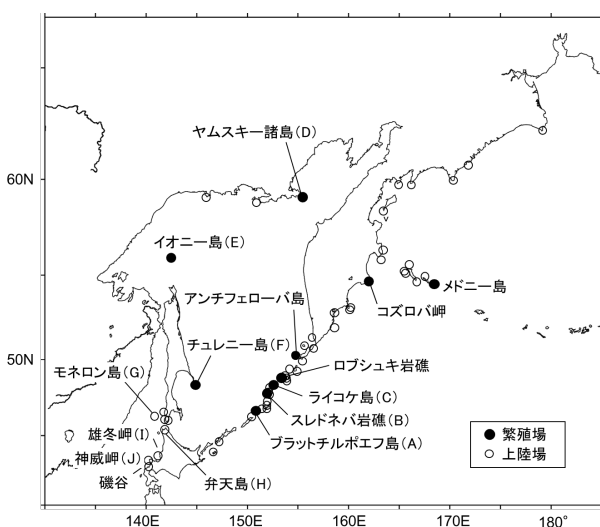 ヤムスキー諸島(D)
60N
イオニー島(E)
メドニー島
アンチフェローバ島
コズロバ岬
チュレニー島(F)
50N
ロブシュキ岩礁
モネロン島(G)
ライコケ島(C)
スレドネバ岩礁(B)
雄冬岬(I)
ブラットチルポエフ島(A)
繁殖場
神威岬(J)
上陸場
磯谷
弁天島(H)
140E 150E 160E 170E 180°